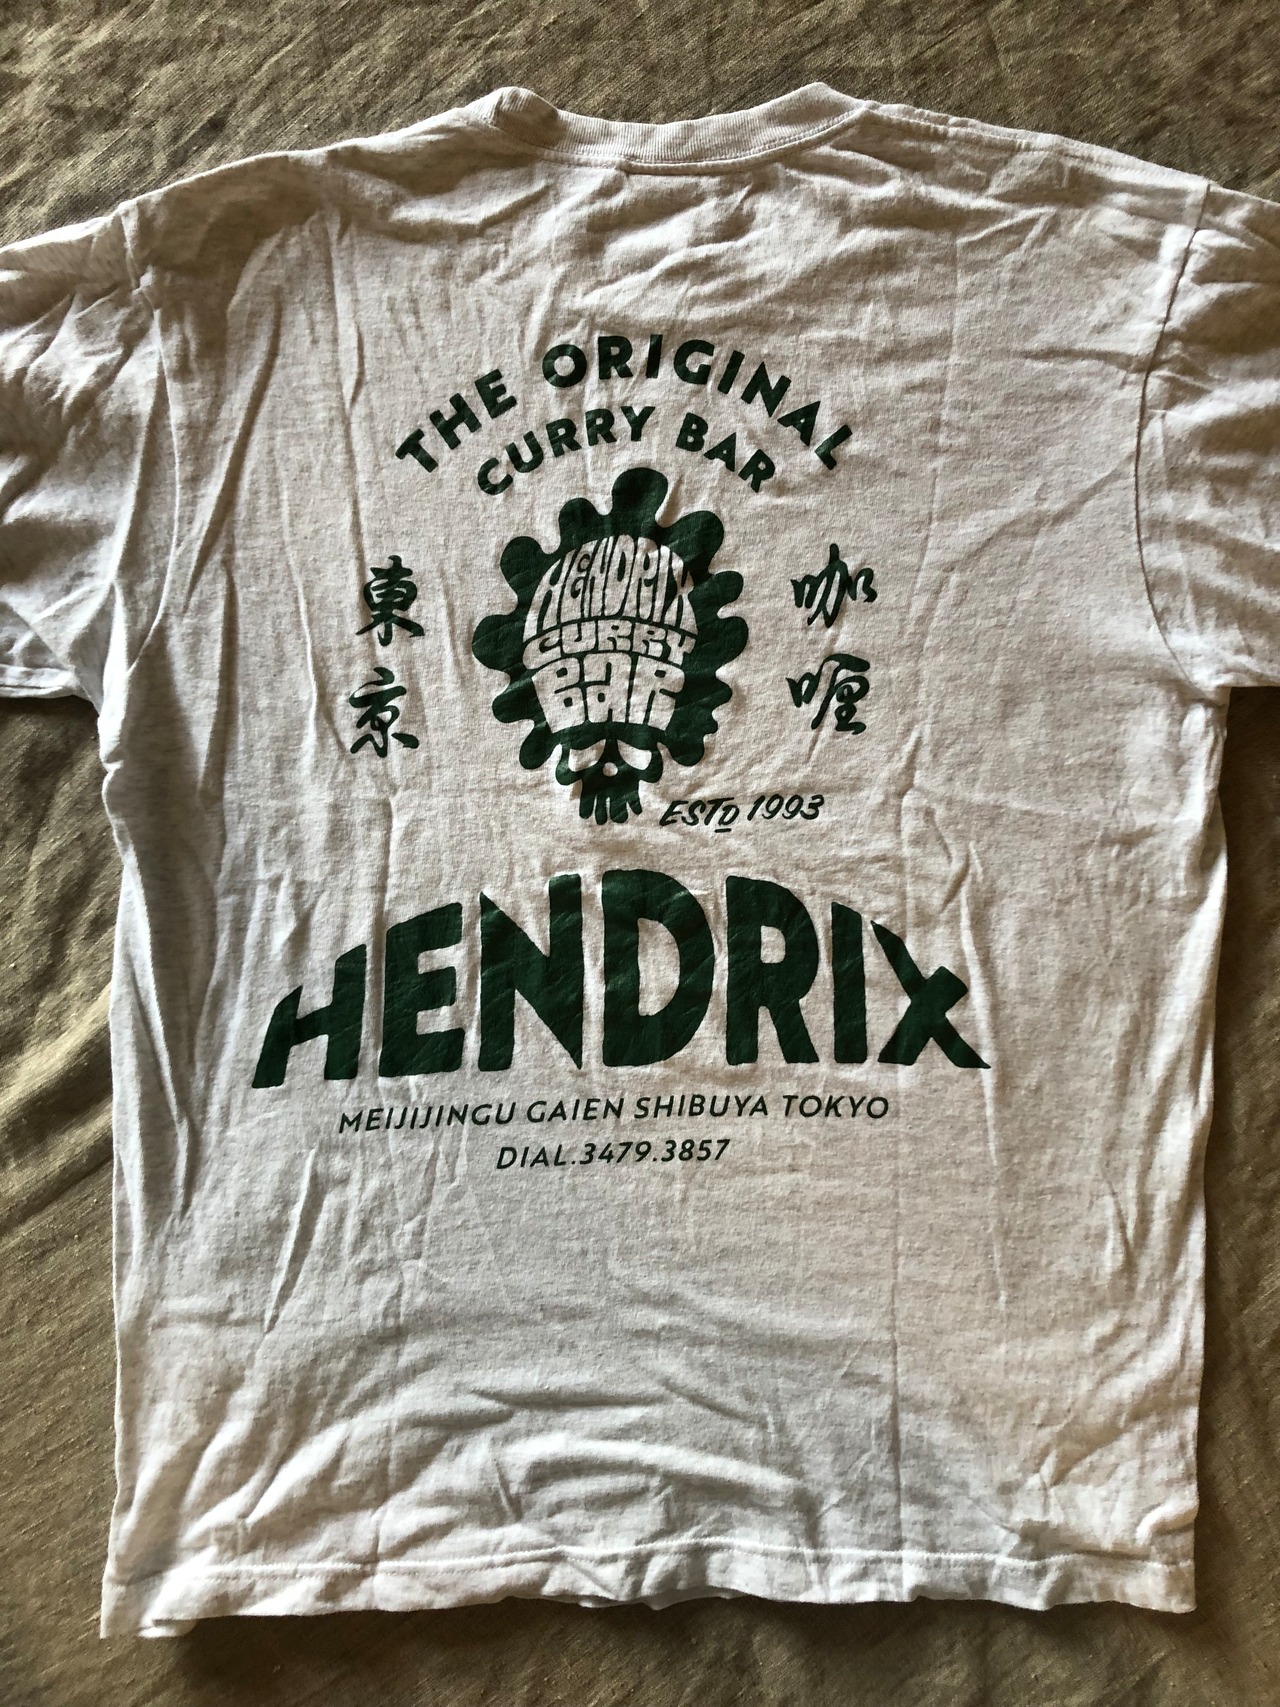 THE ORIGINAL
CURRY BAR
東京
HENDRIX
CURRY
BAR
咖喱
ESTD 1993
HENDRIX
MEIJIJINGU GAIEN SHIBUYA TOKYO
DIAL.3479.3857